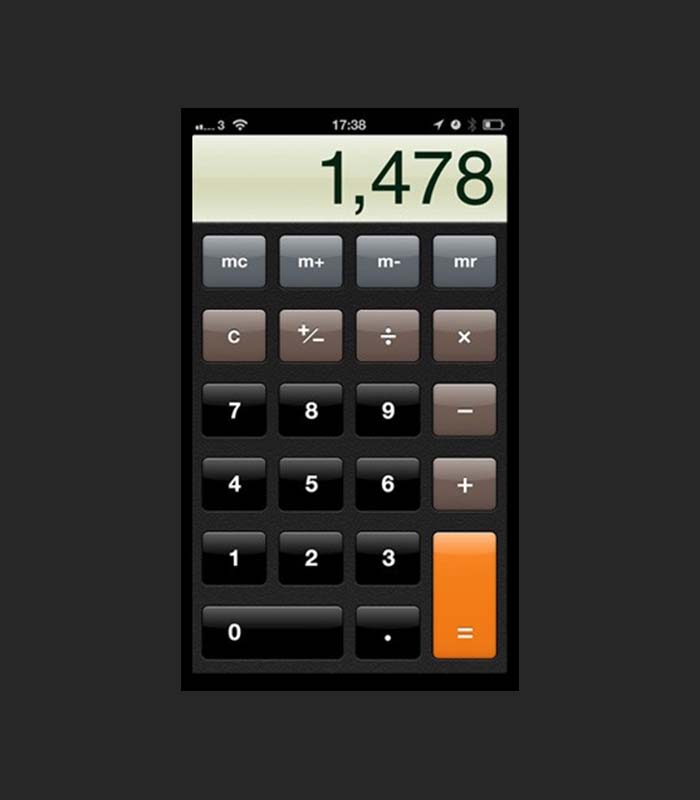 3 17:38
1,478
mc m+ m- mr
c +/− ÷ ×
7 8 9 −
4 5 6 +
1 2 3
0 . =